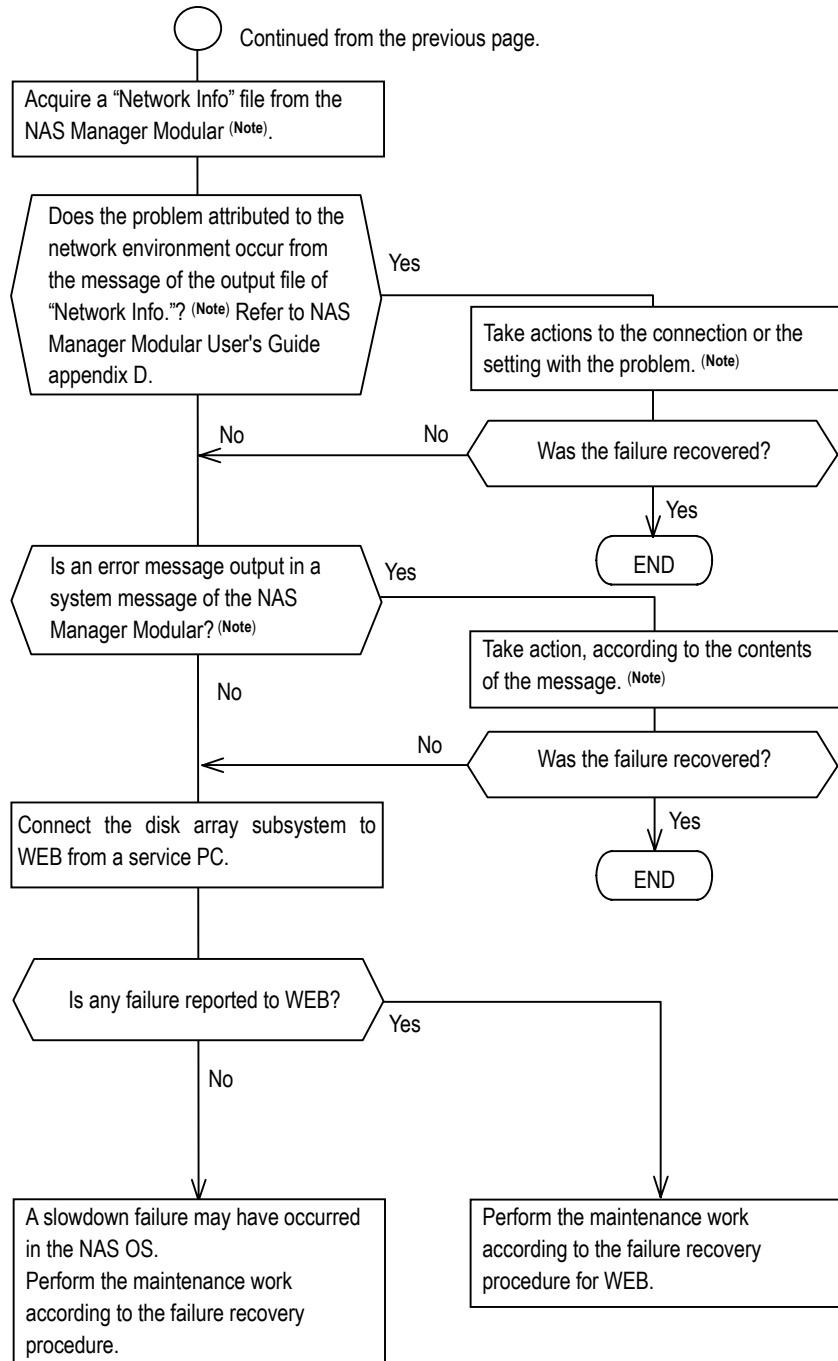 Continued from the previous page.
Acquire a “Network Info” file from the
NAS Manager Modular (Note).
Does the problem attributed to the
network environment occur from
the message of the output file of
“Network Info.”? (Note) Refer to NAS
Manager Modular User's Guide
appendix D.
Yes
Take actions to the connection or the
setting with the problem. (Note)
No
No
Was the failure recovered?
Yes
END
Is an error message output in a
system message of the NAS
Manager Modular? (Note)
Yes
Take action, according to the contents
of the message. (Note)
No
No
Was the failure recovered?
Yes
END
Connect the disk array subsystem to
WEB from a service PC.
Is any failure reported to WEB?
Yes
No
A slowdown failure may have occurred
in the NAS OS.
Perform the maintenance work
according to the failure recovery
procedure.
Perform the maintenance work
according to the failure recovery
procedure for WEB.